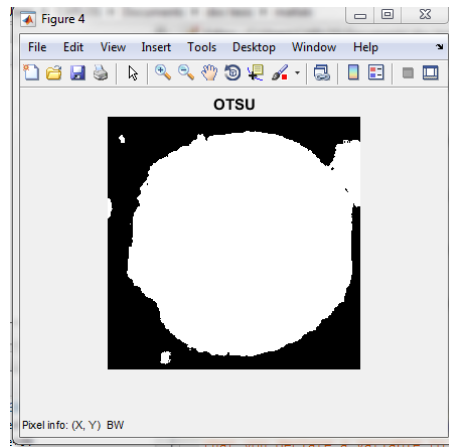 Figure 4
File Edit View Insert Tools Desktop Window Help
OTSU
Pixel info: (X, Y) BW